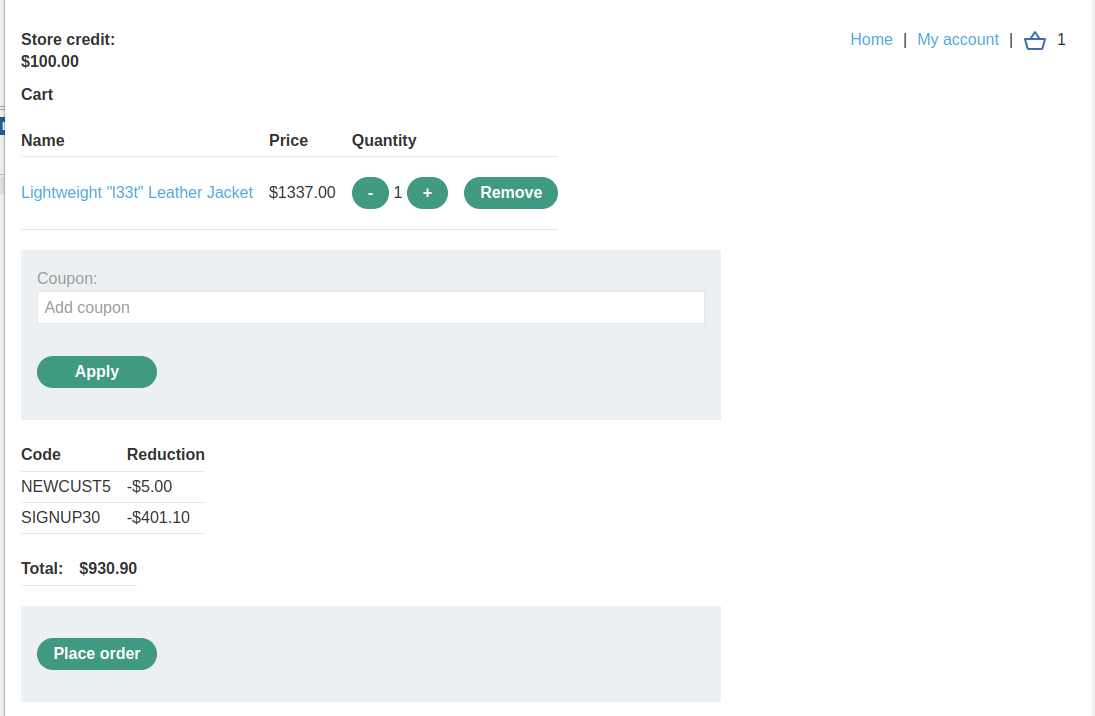 Store credit:
$100.00
Home | My account | 1
Cart
Name Price Quantity
Lightweight "l33t" Leather Jacket $1337.00 - 1 + Remove
Coupon:
Add coupon
Apply
Code Reduction
NEWCUST5 -$5.00
SIGNUP30 -$401.10
Total: $930.90
Place order